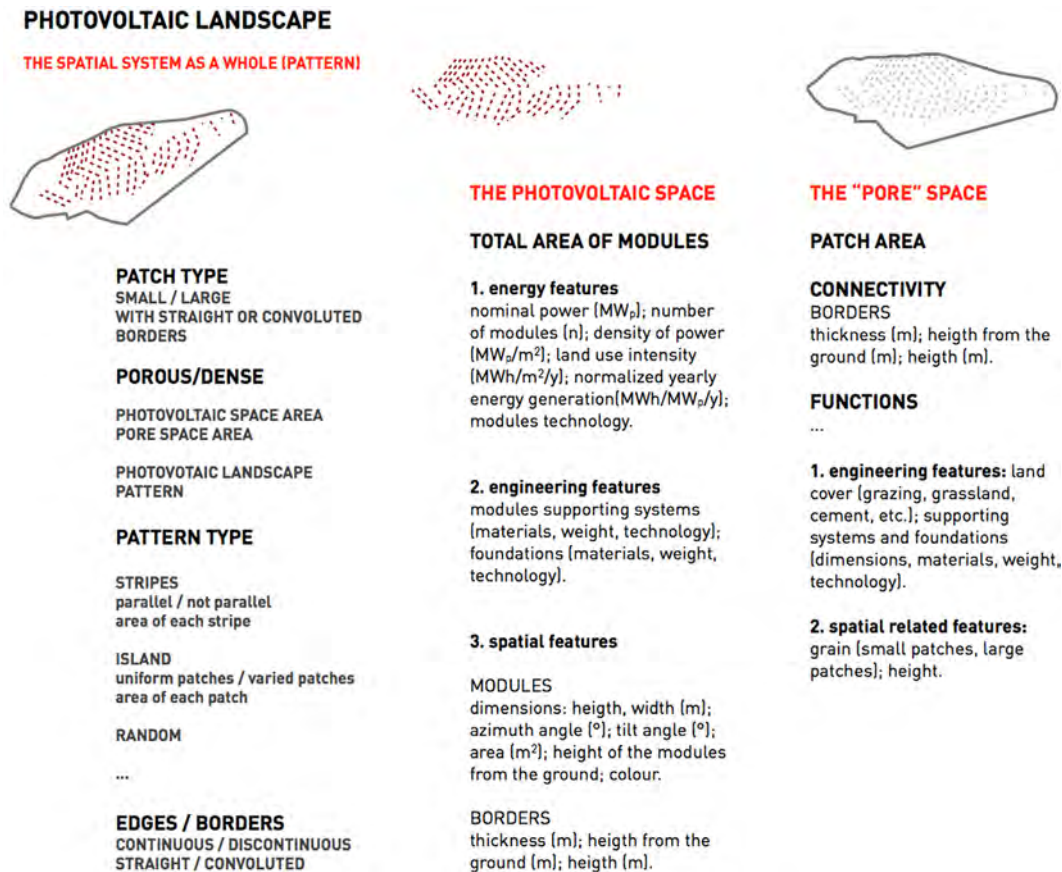 PHOTOVOLTAIC LANDSCAPE
THE SPATIAL SYSTEM AS A WHOLE (PATTERN)
PATCH TYPE
SMALL / LARGE
WITH STRAIGHT OR CONVOLUTED
BORDERS
POROUS/DENSE
PHOTOVOLTAIC SPACE AREA
PORE SPACE AREA
PHOTOVOTAIC LANDSCAPE
PATTERN
PATTERN TYPE
STRIPES
parallel / not parallel
area of each stripe
ISLAND
uniform patches / varied patches
area of each patch
RANDOM
...
EDGES / BORDERS
CONTINUOUS / DISCONTINUOUS
STRAIGHT / CONVOLUTED
THE PHOTOVOLTAIC SPACE
TOTAL AREA OF MODULES
1. energy features
nominal power (MWₚ); number
of modules (n); density of power
(MWₚ/m²); land use intensity
(MWh/m²/y); normalized yearly
energy generation(MWh/MWₚ/y);
modules technology.
2. engineering features
modules supporting systems
(materials, weight, technology);
foundations (materials, weight,
technology).
3. spatial features
MODULES
dimensions: heigth, width (m);
azimuth angle (°); tilt angle (°);
area (m²); height of the modules
from the ground; colour.
BORDERS
thickness (m); heigth from the
ground (m); heigth (m).
THE “PORE” SPACE
PATCH AREA
CONNECTIVITY
BORDERS
thickness (m); heigth from the
ground (m); heigth (m).
FUNCTIONS
...
1. engineering features: land
cover (grazing, grassland,
cement, etc.); supporting
systems and foundations
(dimensions, materials, weight,
technology).
2. spatial related features:
grain (small patches, large
patches); height.